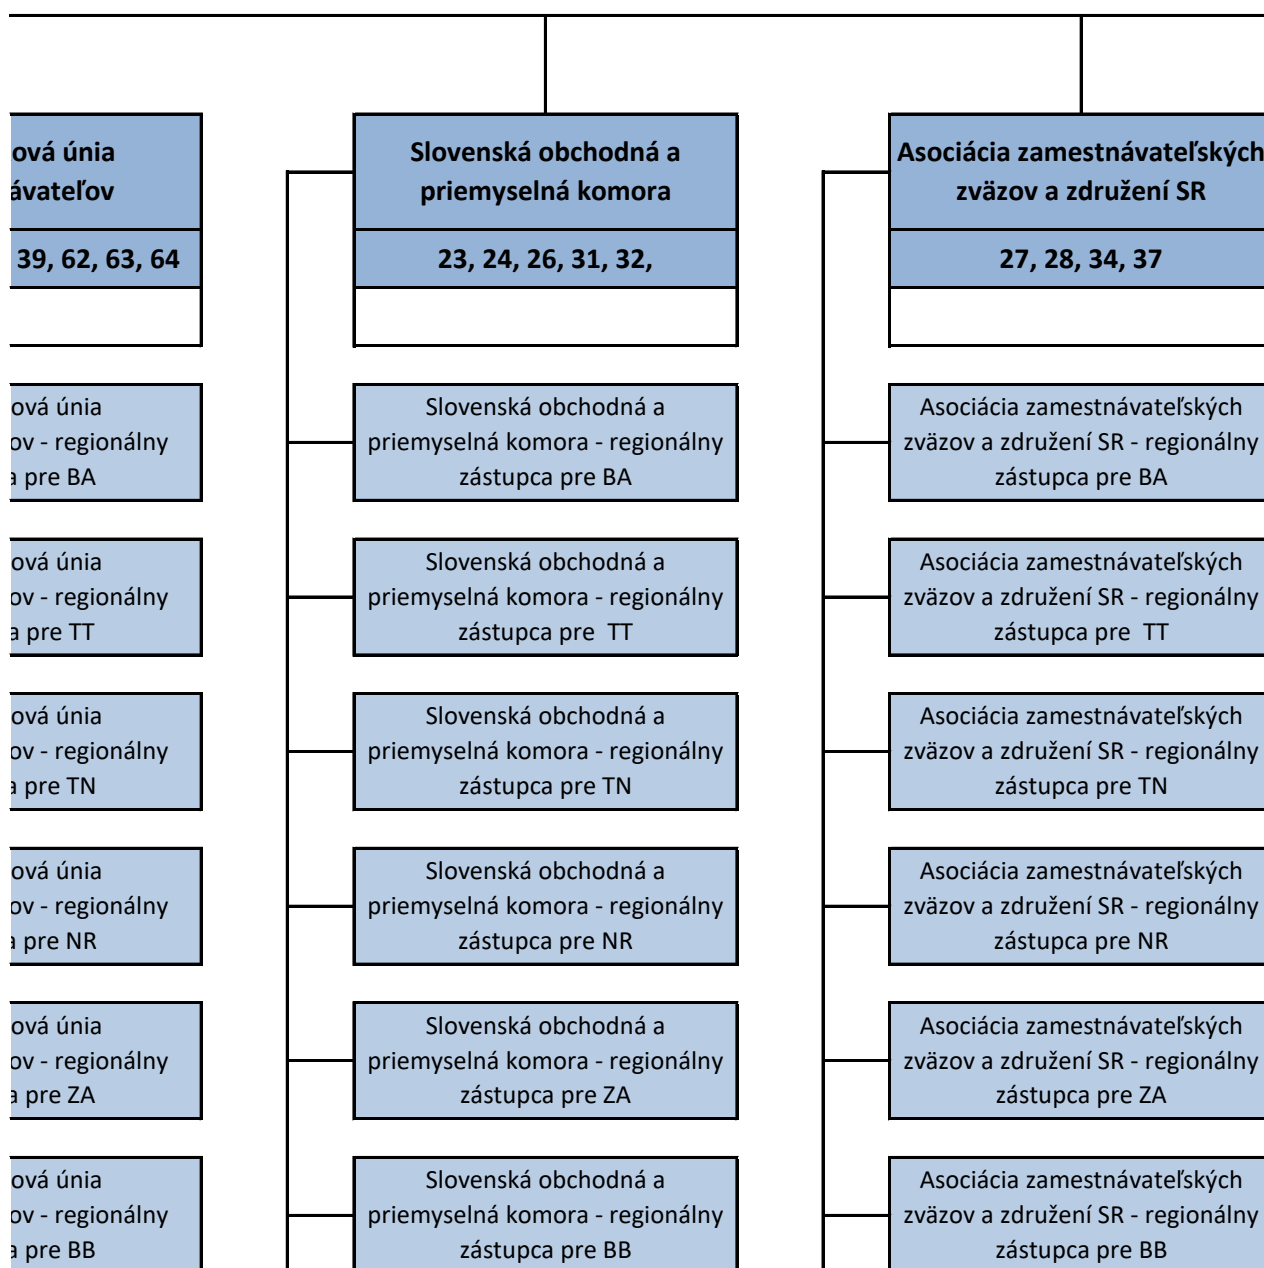 ová únia
ávateľov
39, 62, 63, 64
ová únia
ov - regionálny
a pre BA
ová únia
ov - regionálny
a pre TT
ová únia
ov - regionálny
a pre TN
ová únia
ov - regionálny
a pre NR
ová únia
ov - regionálny
a pre ZA
ová únia
ov - regionálny
a pre BB
Slovenská obchodná a
priemyselná komora
23, 24, 26, 31, 32,
Slovenská obchodná a
priemyselná komora - regionálny
zástupca pre BA
Slovenská obchodná a
priemyselná komora - regionálny
zástupca pre TT
Slovenská obchodná a
priemyselná komora - regionálny
zástupca pre TN
Slovenská obchodná a
priemyselná komora - regionálny
zástupca pre NR
Slovenská obchodná a
priemyselná komora - regionálny
zástupca pre ZA
Slovenská obchodná a
priemyselná komora - regionálny
zástupca pre BB
Asociácia zamestnávateľských
zväzov a združení SR
27, 28, 34, 37
Asociácia zamestnávateľských
zväzov a združení SR - regionálny
zástupca pre BA
Asociácia zamestnávateľských
zväzov a združení SR - regionálny
zástupca pre TT
Asociácia zamestnávateľských
zväzov a združení SR - regionálny
zástupca pre TN
Asociácia zamestnávateľských
zväzov a združení SR - regionálny
zástupca pre NR
Asociácia zamestnávateľských
zväzov a združení SR - regionálny
zástupca pre ZA
Asociácia zamestnávateľských
zväzov a združení SR - regionálny
zástupca pre BB